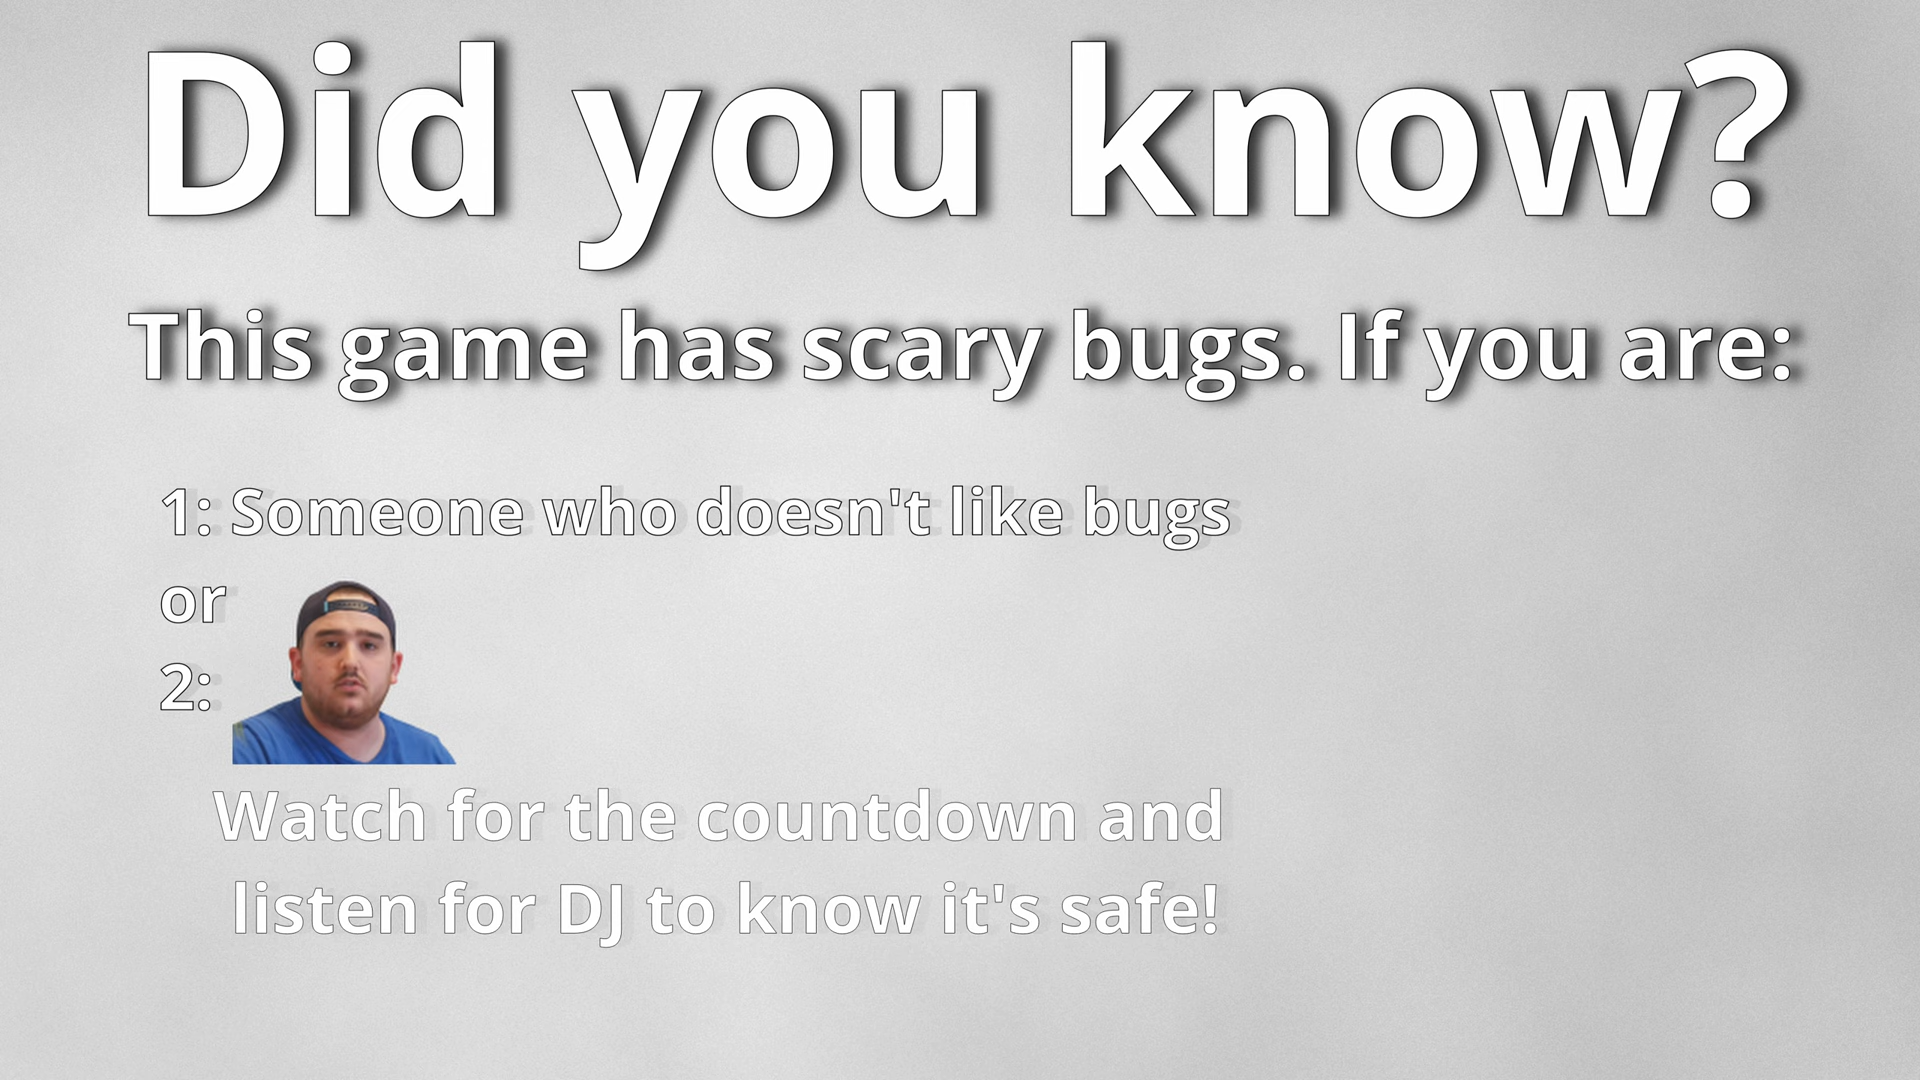 Did you know?
This game has scary bugs. If you are:
1: Someone who doesn't like bugs
or
2:
Watch for the countdown and
listen for DJ to know it's safe!